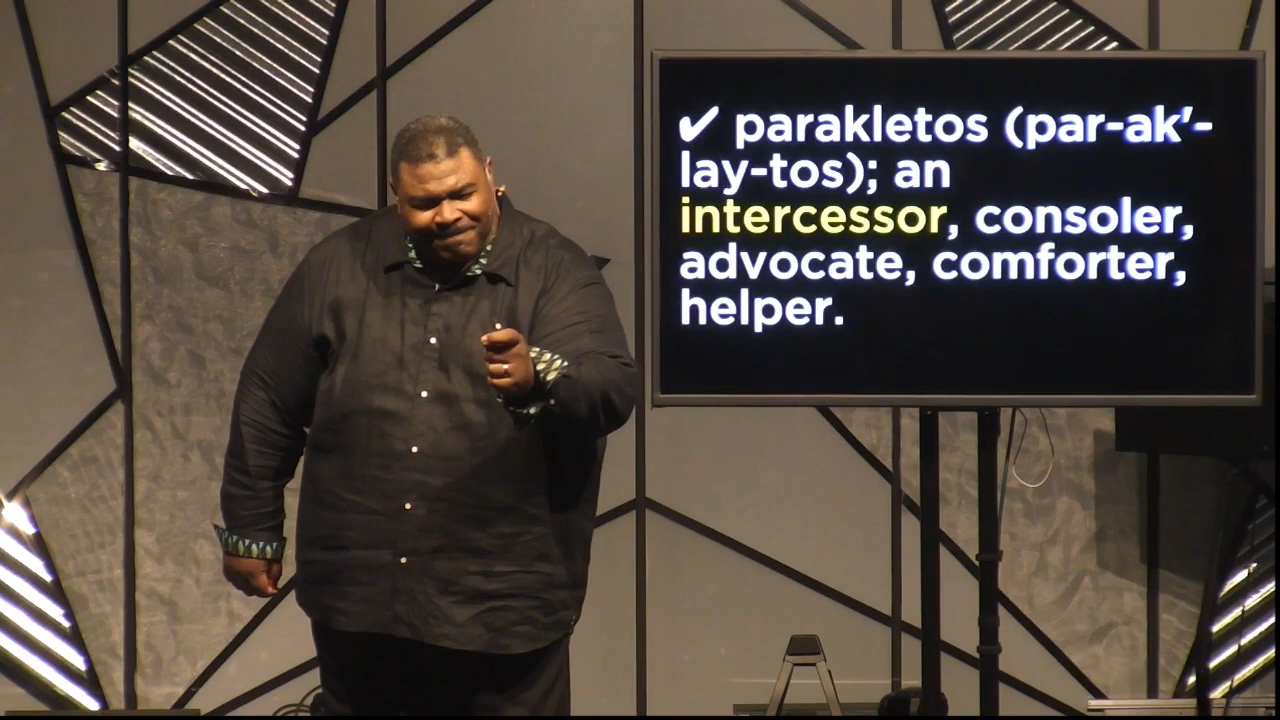 ✔ parakletos (par-ak'-
lay-tos); an
intercessor, consoler,
advocate, comforter,
helper.